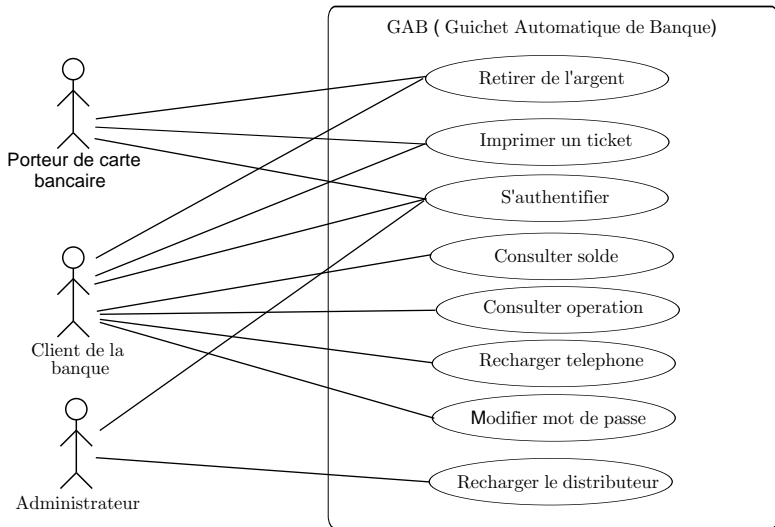 GAB ( Guichet Automatique de Banque)
Retirer de l'argent
Imprimer un ticket
Porteur de carte
bancaire
S'authentifier
Consulter solde
Consulter operation
Client de la
banque
Recharger telephone
Modifier mot de passe
Recharger le distributeur
Administrateur